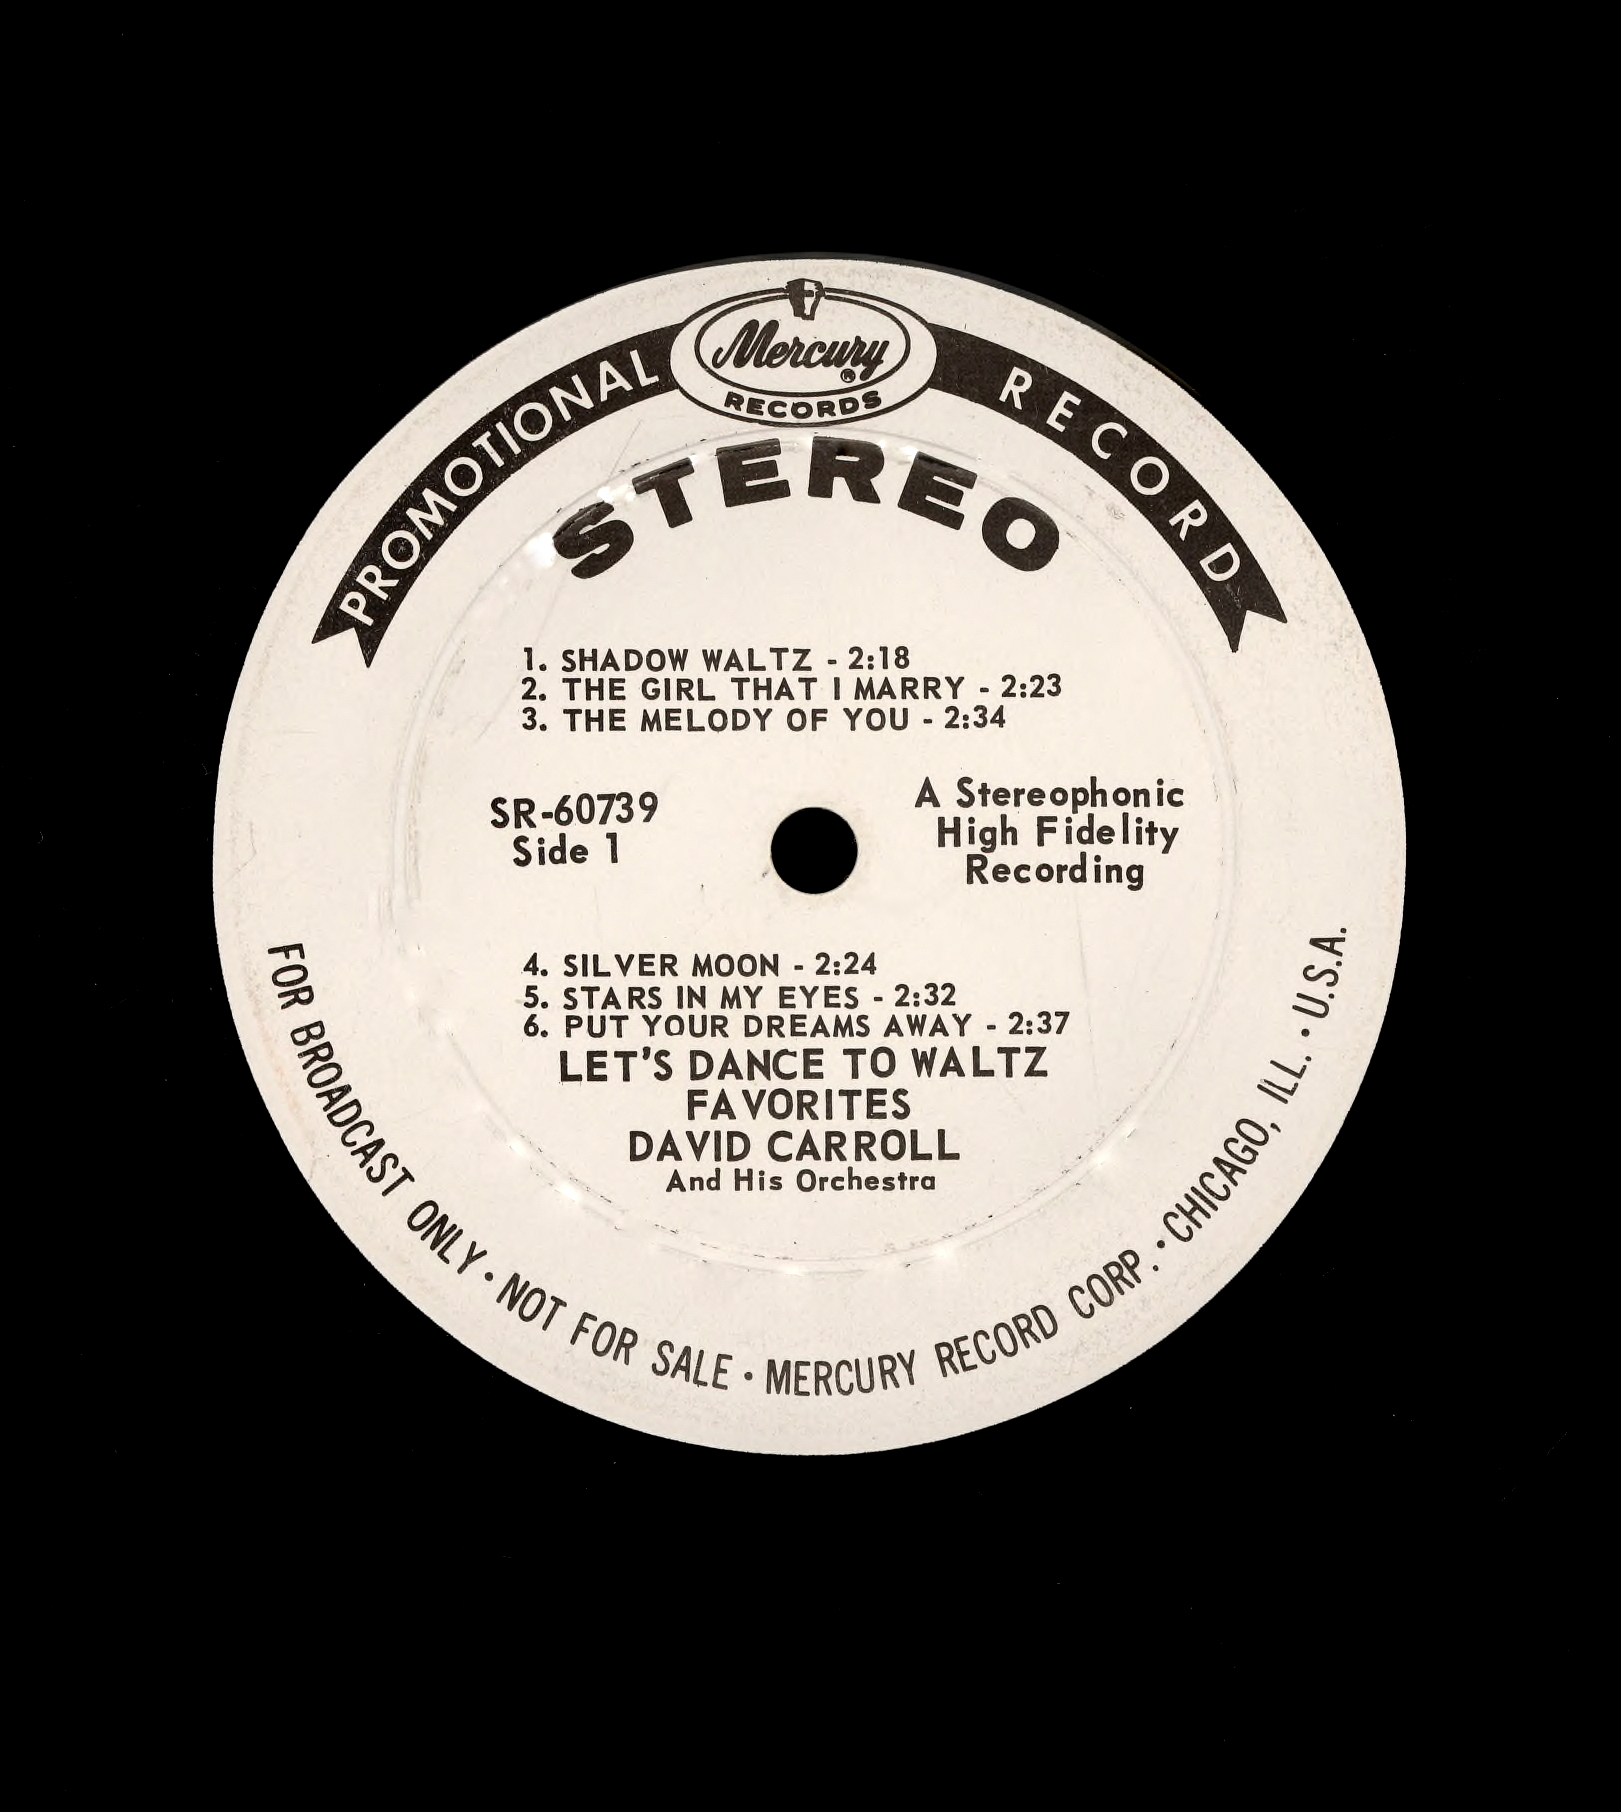 PROMOTIONAL RECORD
Mercury ®
RECORDS
STEREO
1. SHADOW WALTZ - 2:18
2. THE GIRL THAT I MARRY - 2:23
3. THE MELODY OF YOU - 2:34
SR-60739
Side 1
A Stereophonic
High Fidelity
Recording
4. SILVER MOON - 2:24
5. STARS IN MY EYES - 2:32
6. PUT YOUR DREAMS AWAY - 2:37
LET'S DANCE TO WALTZ
FAVORITES
DAVID CARROLL
And His Orchestra
FOR BROADCAST ONLY • NOT FOR SALE • MERCURY RECORD CORP. • CHICAGO, ILL. • U.S.A.